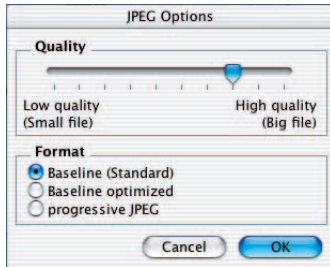 JPEG Options
Quality
Low quality High quality
(Small file) (Big file)
Format
Baseline (Standard)
Baseline optimized
progressive JPEG
Cancel OK